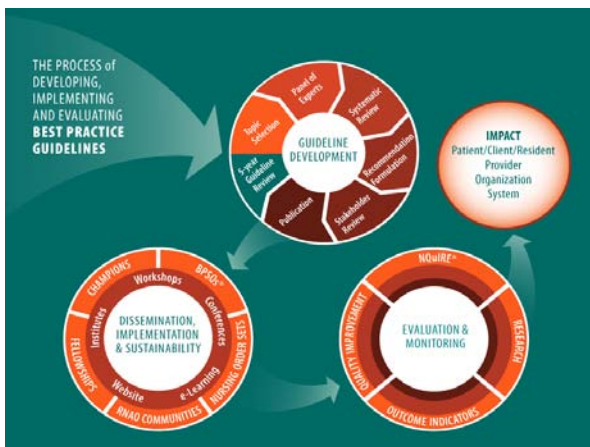 THE PROCESS of
DEVELOPING,
IMPLEMENTING
AND EVALUATING
BEST PRACTICE
GUIDELINES
GUIDELINE
DEVELOPMENT
Topic
Selection
Panel of
Experts
Systematic
Review
Recommendation
Formulation
Stakeholder
Review
Publication
5-year
Guideline
Review
IMPACT
Patient/Client/Resident
Provider
Organization
System
DISSEMINATION,
IMPLEMENTATION
& SUSTAINABILITY
CHAMPIONS
BPSOs®
NURSING ORDER SETS
RNAO COMMUNITIES
FELLOWSHIPS
Workshops
Conferences
e-Learning
Website
Institutes
EVALUATION &
MONITORING
NQuIRE®
RESEARCH
OUTCOME INDICATORS
QUALITY IMPROVEMENT